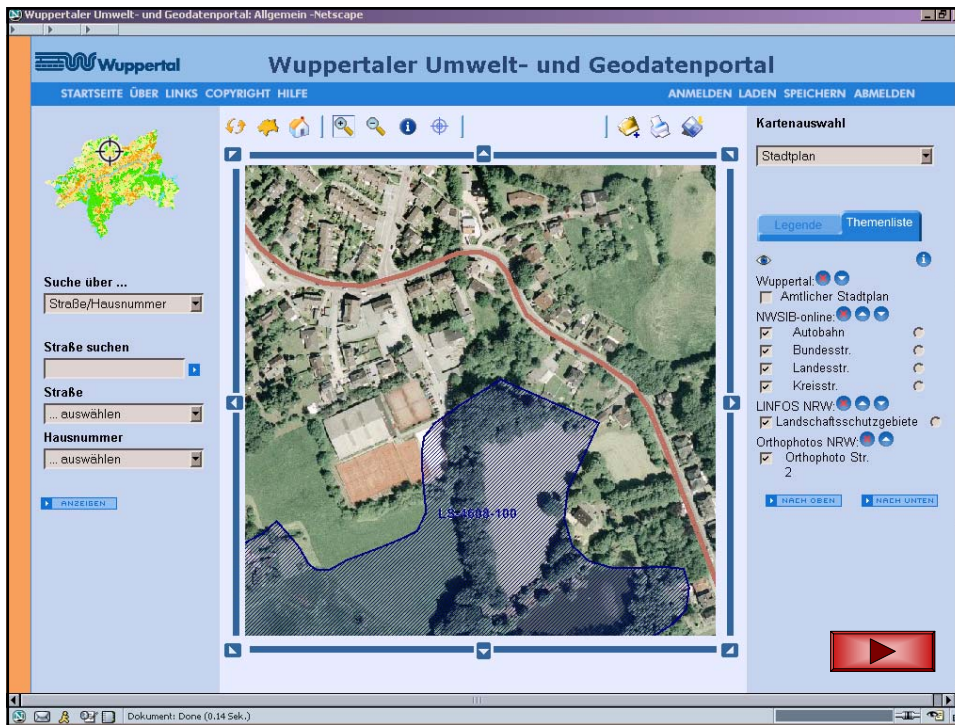 Wuppertaler Umwelt- und Geodatenportal: Allgemein -Netscape
Wuppertal
Wuppertaler Umwelt- und Geodatenportal
STARTSEITE ÜBER LINKS COPYRIGHT HILFE
ANMELDEN LADEN SPEICHERN ABMELDEN
Suche über ...
Straße/Hausnummer
Straße suchen
Straße
... auswählen
Hausnummer
... auswählen
ANZEIGEN
LS-4608-100
Kartenauswahl
Stadtplan
Legende
Themenliste
Wuppertal:
Amtlicher Stadtplan
NWSIB-online:
Autobahn
Bundesstr.
Landesstr.
Kreisstr.
LINFOS NRW:
Landschaftsschutzgebiete
Orthophotos NRW:
Orthophoto Str.
2
NACH OBEN
NACH UNTEN
Dokument: Done (0.14 Sek.)